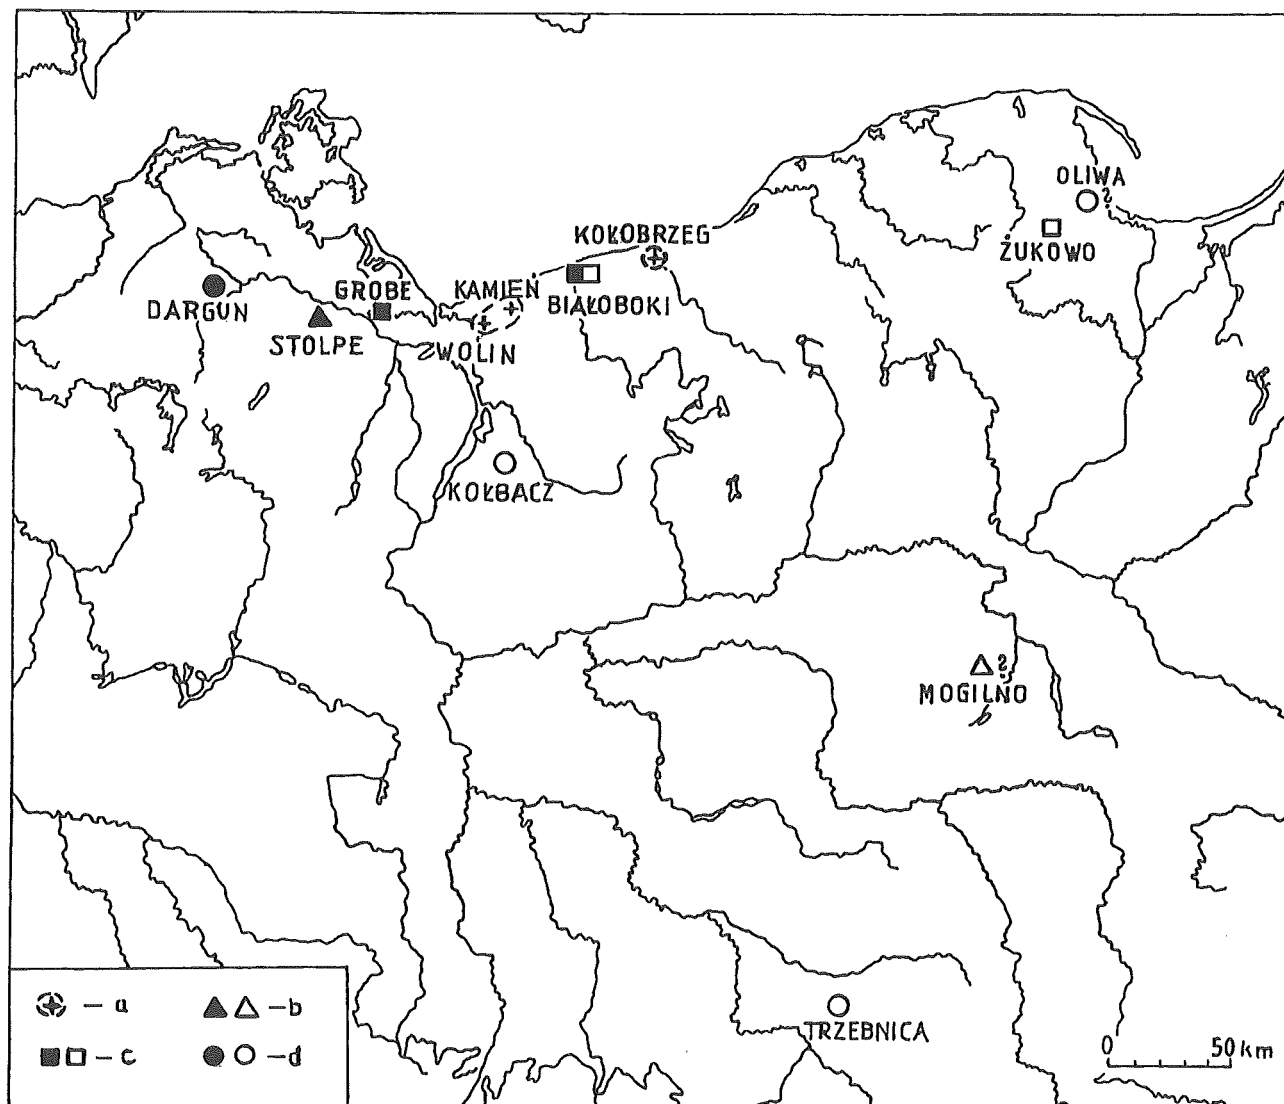 OLIWA
?
ŻUKOWO
KOŁOBRZEG
KAMIEŃ
BIAŁOBOKI
GROBE
DARGUN
STOLPE
WOLIN
KOŁBACZ
?
MOGILNO
TRZEBNICA
– a
– b
– c
– d
0 50 km